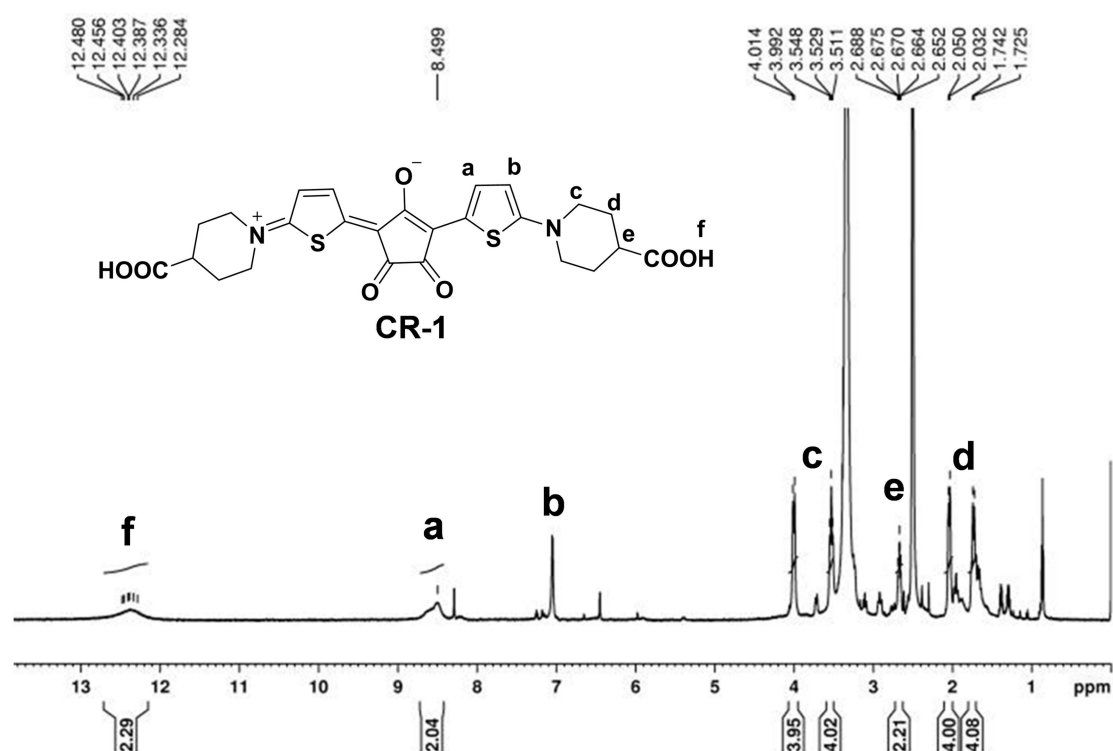 12.480
12.456
12.403
12.387
12.336
12.284
8.499
4.014
3.992
3.548
3.529
3.511
2.688
2.675
2.670
2.664
2.652
2.050
2.032
1.742
1.725
O−
a b
c
d
+
N
S
S
N
e
f
HOOC
COOH
O O
CR-1
c
d
e
b
f
a
13 12 11 10 9 8 7 6 5 4 3 2 1 ppm
2.29
2.04
3.95
4.02
2.21
4.00
4.08